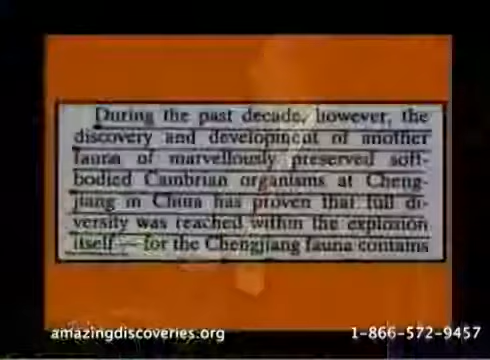 During the past decade, however, the
discovery and development of another
fauna of marvellously preserved soft-
bodied Cambrian organisms at Cheng-
jiang in China has proven that full di-
versity was reached within the explosion
itself — for the Chengjiang fauna contains
amazingdiscoveries.org 1-866-572-9457